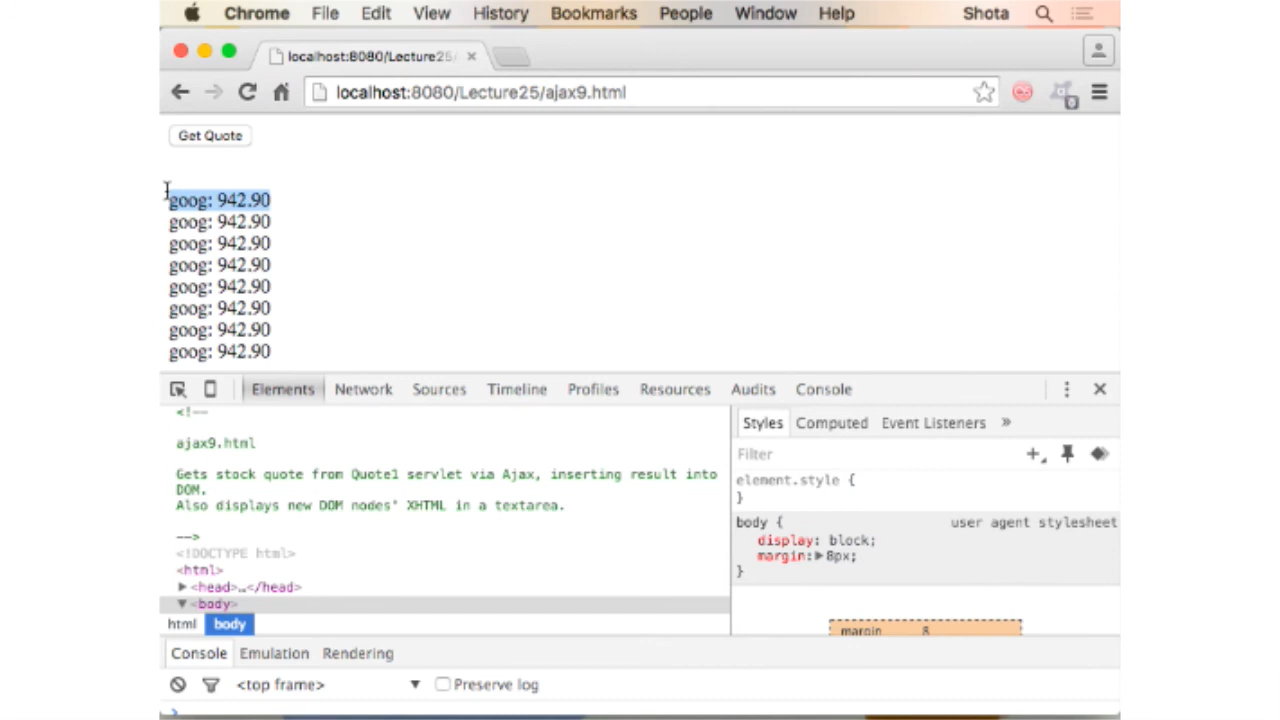 Chrome File Edit View History Bookmarks People Window Help Shota
localhost:8080/Lecture25/
localhost:8080/Lecture25/ajax9.html
Get Quote
goog: 942.90
goog: 942.90
goog: 942.90
goog: 942.90
goog: 942.90
goog: 942.90
goog: 942.90
goog: 942.90
Elements Network Sources Timeline Profiles Resources Audits Console
<!--
ajax9.html
Gets stock quote from Quote1 servlet via Ajax, inserting result into
DOM.
Also displays new DOM nodes' XHTML in a textarea.
-->
<!DOCTYPE html>
<html>
▶<head>…</head>
▼<body>
html body
Styles Computed Event Listeners »
Filter
element.style {
}
body { user agent stylesheet
display: block;
margin:▶8px;
}
margin 8
Console Emulation Rendering
<top frame> ▼ Preserve log
>